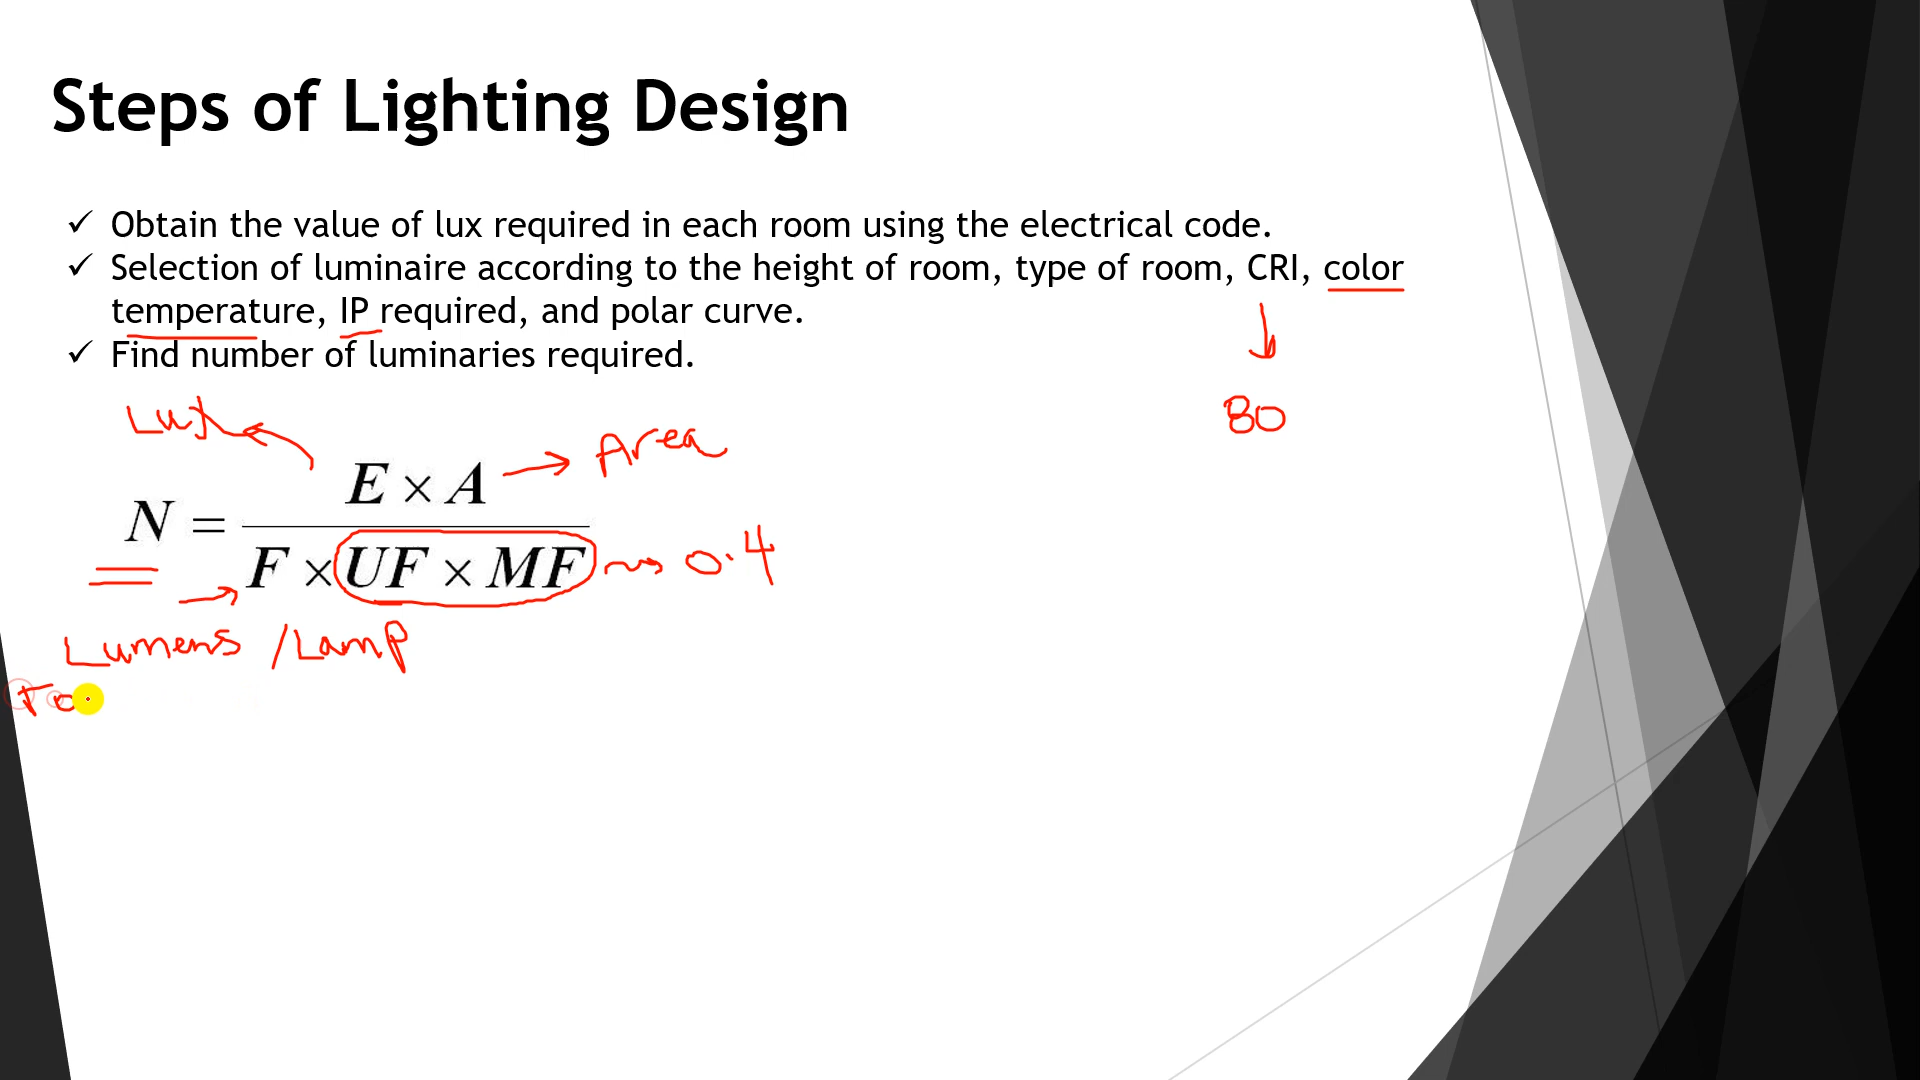 Steps of Lighting Design
✓ Obtain the value of lux required in each room using the electrical code.
✓ Selection of luminaire according to the height of room, type of room, CRI, color
temperature, IP required, and polar curve.
✓ Find number of luminaries required.
80
Lux
Area
E × A
N =
F × UF × MF
0.4
Lumens /Lamp
To